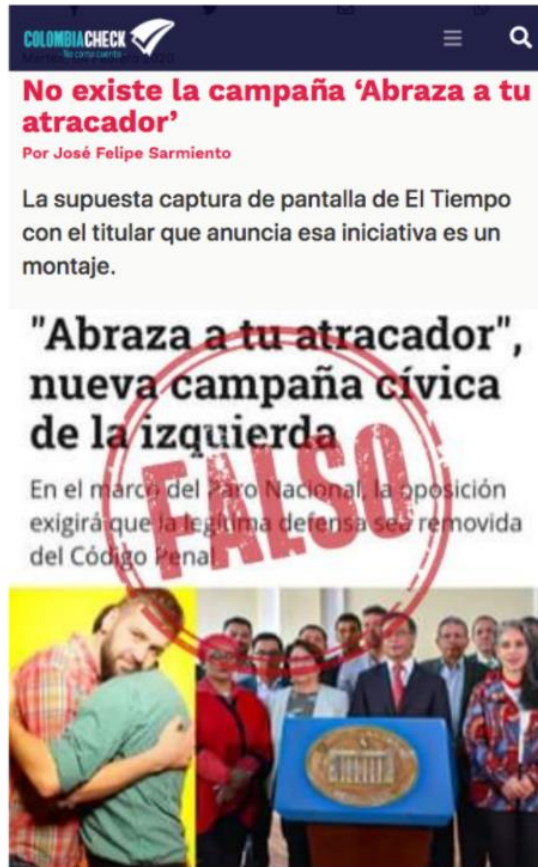 COLOMBIACHECK
No coma cuento
No existe la campaña ‘Abraza a tu
atracador’
Por José Felipe Sarmiento
La supuesta captura de pantalla de El Tiempo
con el titular que anuncia esa iniciativa es un
montaje.
"Abraza a tu atracador",
nueva campaña cívica
de la izquierda
FALSO
En el marco del Paro Nacional, la oposición
exigirá que la legítima defensa sea removida
del Código Penal